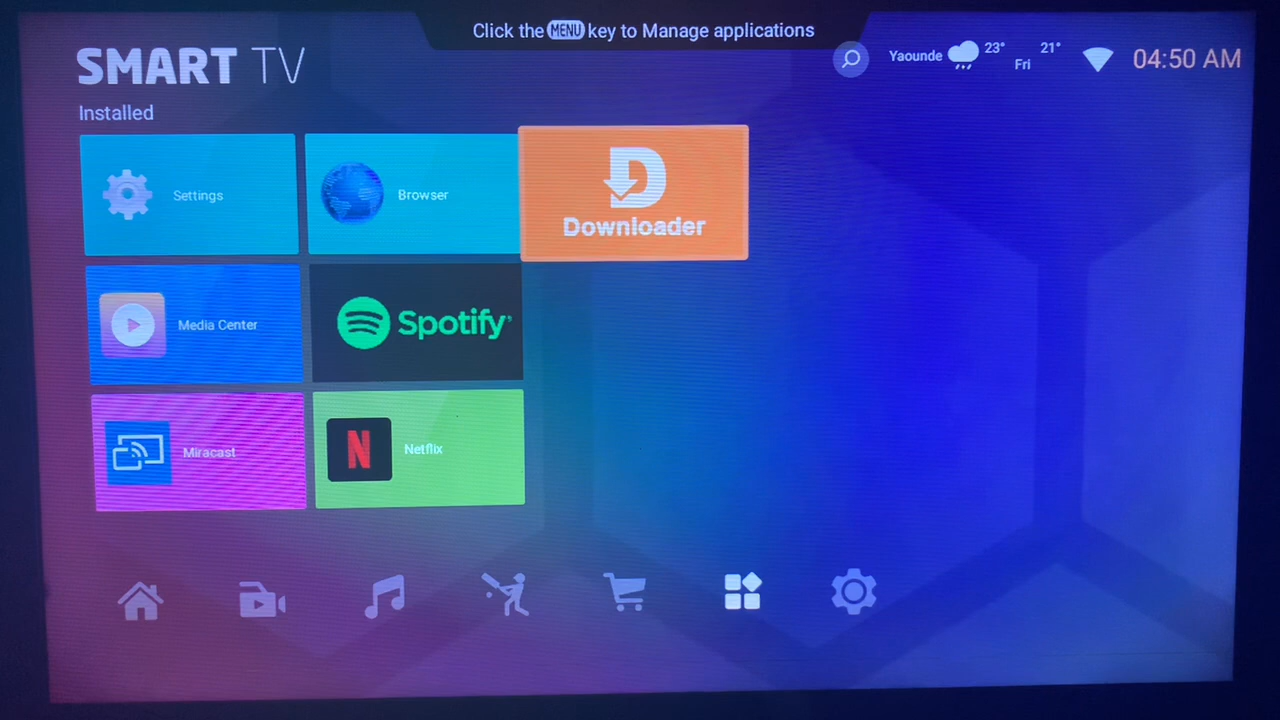 Click the MENU key to Manage applications
SMART TV
Yaounde 23° Fri 21° 04:50 AM
Installed
Settings
Browser
D
Downloader
Media Center
Spotify
Miracast
N
Netflix